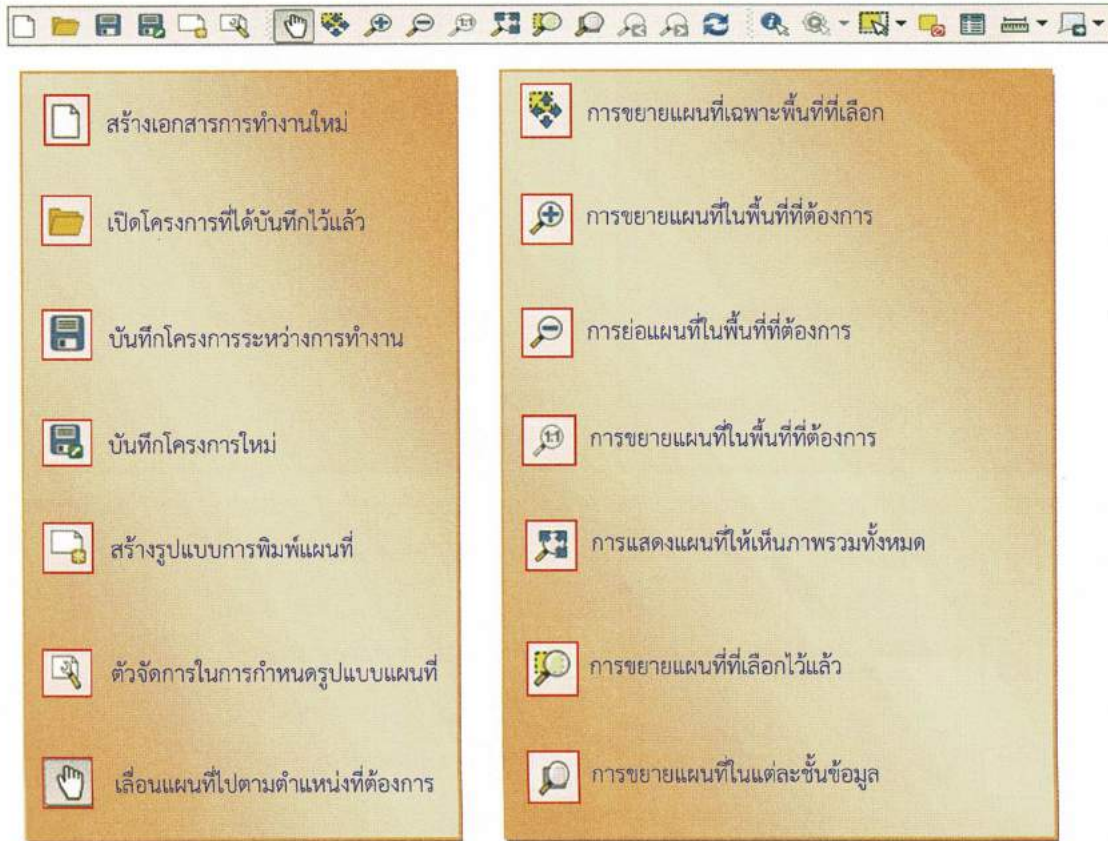 สร้างเอกสารการทำงานใหม่
เปิดโครงการที่ได้บันทึกไว้แล้ว
บันทึกโครงการระหว่างการทำงาน
บันทึกโครงการใหม่
สร้างรูปแบบการพิมพ์แผนที่
ตัวจัดการในการกำหนดรูปแบบแผนที่
เลื่อนแผนที่ไปตามตำแหน่งที่ต้องการ
การขยายแผนที่เฉพาะพื้นที่ที่เลือก
การขยายแผนที่ในพื้นที่ที่ต้องการ
การย่อแผนที่ในพื้นที่ที่ต้องการ
1:1
การขยายแผนที่ในพื้นที่ที่ต้องการ
การแสดงแผนที่ให้เห็นภาพรวมทั้งหมด
การขยายแผนที่ที่เลือกไว้แล้ว
การขยายแผนที่ในแต่ละชั้นข้อมูล